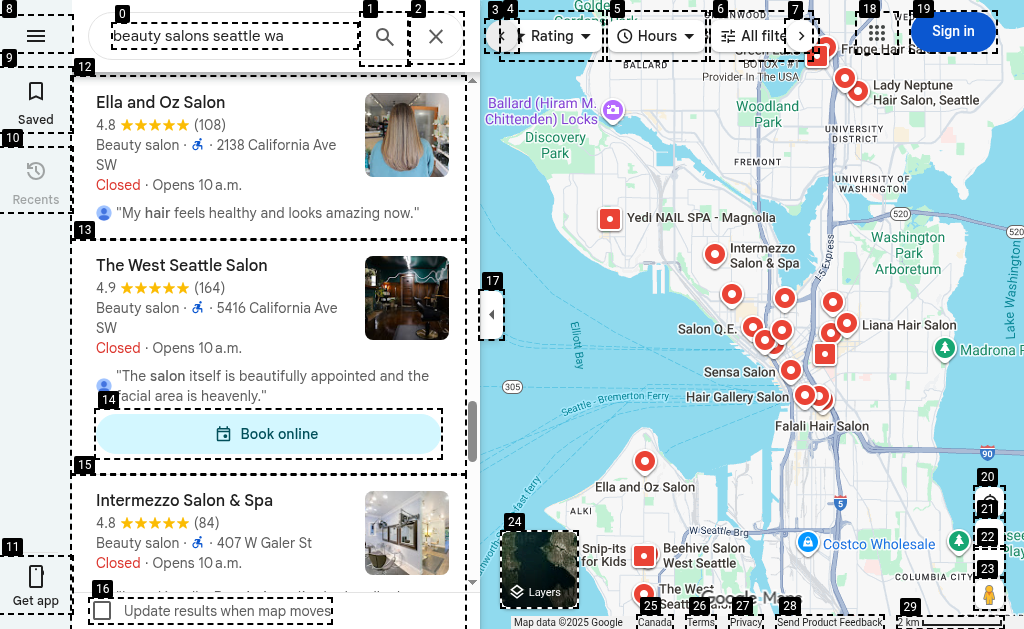 beauty salons seattle wa
Rating
Hours
All filte
Sign in
Saved
Recents
Get app
Ella and Oz Salon
4.8 (108)
Beauty salon · 2138 California Ave
SW
Closed · Opens 10 a.m.
"My hair feels healthy and looks amazing now."
The West Seattle Salon
4.9 (164)
Beauty salon · 5416 California Ave
SW
Closed · Opens 10 a.m.
"The salon itself is beautifully appointed and the
facial area is heavenly."
Book online
Intermezzo Salon & Spa
4.8 (84)
Beauty salon · 407 W Galer St
Closed · Opens 10 a.m.
Update results when map moves
0
1
2
3
4
5
6
7
8
9
10
11
12
13
14
15
16
17
18
19
20
21
22
23
24
25
26
27
28
29
BALLARD
BOTOX - #1
Provider In The USA
Fringe Hair
Lady Neptune
Hair Salon, Seattle
Ballard (Hiram M.
Chittenden) Locks
Discovery
Park
Woodland
Park
UNIVERSITY
DISTRICT
FREMONT
UNIVERSITY OF
WASHINGTON
520
520
Yedi NAIL SPA - Magnolia
Washington
Park
Arboretum
Intermezzo
Salon & Spa
I-5 Express
Lake Washington
Salon Q.E.
Liana Hair Salon
Elliott Bay
Madrona P
Sensa Salon
305
Seattle - Bremerton Ferry
Hair Gallery Salon
Falali Hair Salon
90
Ella and Oz Salon
fast ferry
5
ALKI
W Seattle Brg
Snip-its
for Kids
Beehive Salon
West Seattle
Costco Wholesale
COLUMBIA CITY
The West
Layers
Google Maps
Map data ©2025 Google
Canada
Terms
Privacy
Send Product Feedback
2 km